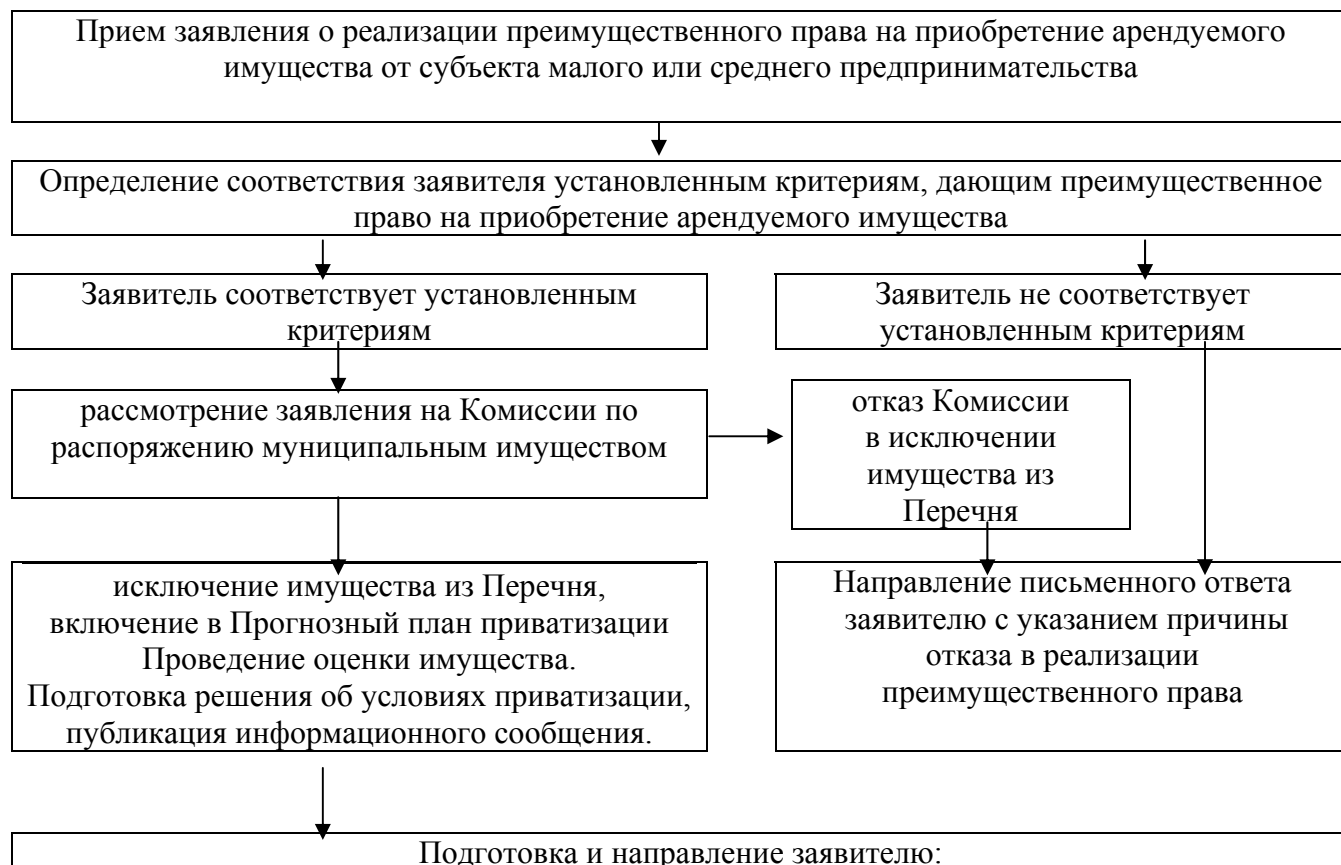 Прием заявления о реализации преимущественного права на приобретение арендуемого
имущества от субъекта малого или среднего предпринимательства
Определение соответствия заявителя установленным критериям, дающим преимущественное
право на приобретение арендуемого имущества
Заявитель соответствует установленным
критериям
Заявитель не соответствует
установленным критериям
рассмотрение заявления на Комиссии по
распоряжению муниципальным имуществом
отказ Комиссии
в исключении
имущества из
Перечня
исключение имущества из Перечня,
включение в Прогнозный план приватизации
Проведение оценки имущества.
Подготовка решения об условиях приватизации,
публикация информационного сообщения.
Направление письменного ответа
заявителю с указанием причины
отказа в реализации
преимущественного права
Подготовка и направление заявителю: